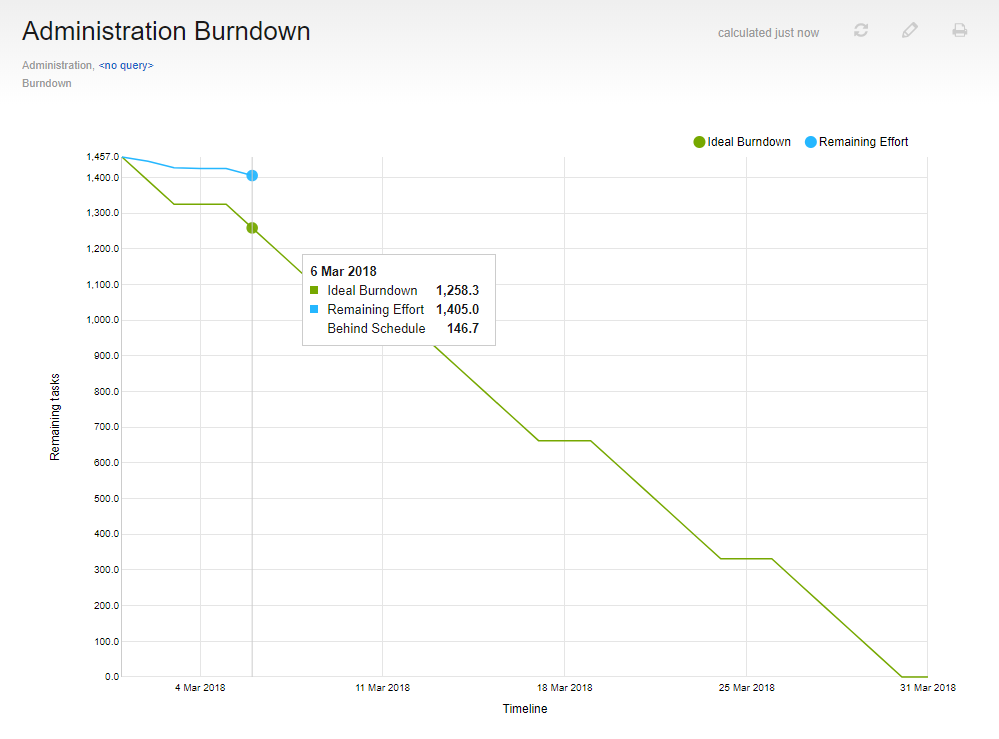 Administration Burndown
calculated just now
Administration, <no query>
Burndown
Ideal Burndown
Remaining Effort
1,457.0
1,400.0
1,300.0
1,200.0
1,100.0
1,000.0
900.0
800.0
700.0
600.0
500.0
400.0
300.0
200.0
100.0
0.0
Remaining tasks
6 Mar 2018
Ideal Burndown 1,258.3
Remaining Effort 1,405.0
Behind Schedule 146.7
4 Mar 2018
11 Mar 2018
18 Mar 2018
25 Mar 2018
31 Mar 2018
Timeline